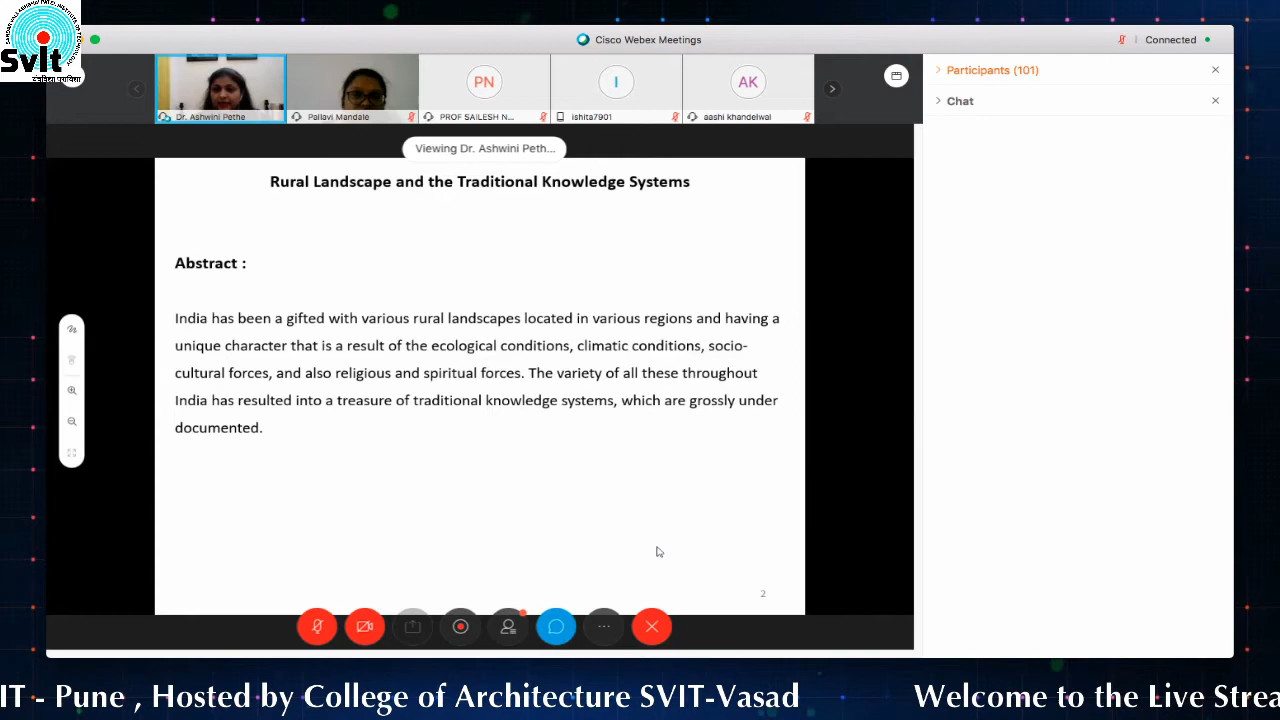 SVIT
संतहिता पुराविदा
Cisco Webex Meetings
Connected
PN
I
AK
Dr. Ashwini Pethe
Pallavi Mandale
PROF SAILESH N...
ishita7901
aashi khandelwal
Participants (101)
Chat
Viewing Dr. Ashwini Peth...
Rural Landscape and the Traditional Knowledge Systems
Abstract :
India has been a gifted with various rural landscapes located in various regions and having a
unique character that is a result of the ecological conditions, climatic conditions, socio-
cultural forces, and also religious and spiritual forces. The variety of all these throughout
India has resulted into a treasure of traditional knowledge systems, which are grossly under
documented.
2
IT - Pune , Hosted by College of Architecture SVIT-Vasad
Welcome to the Live Strea